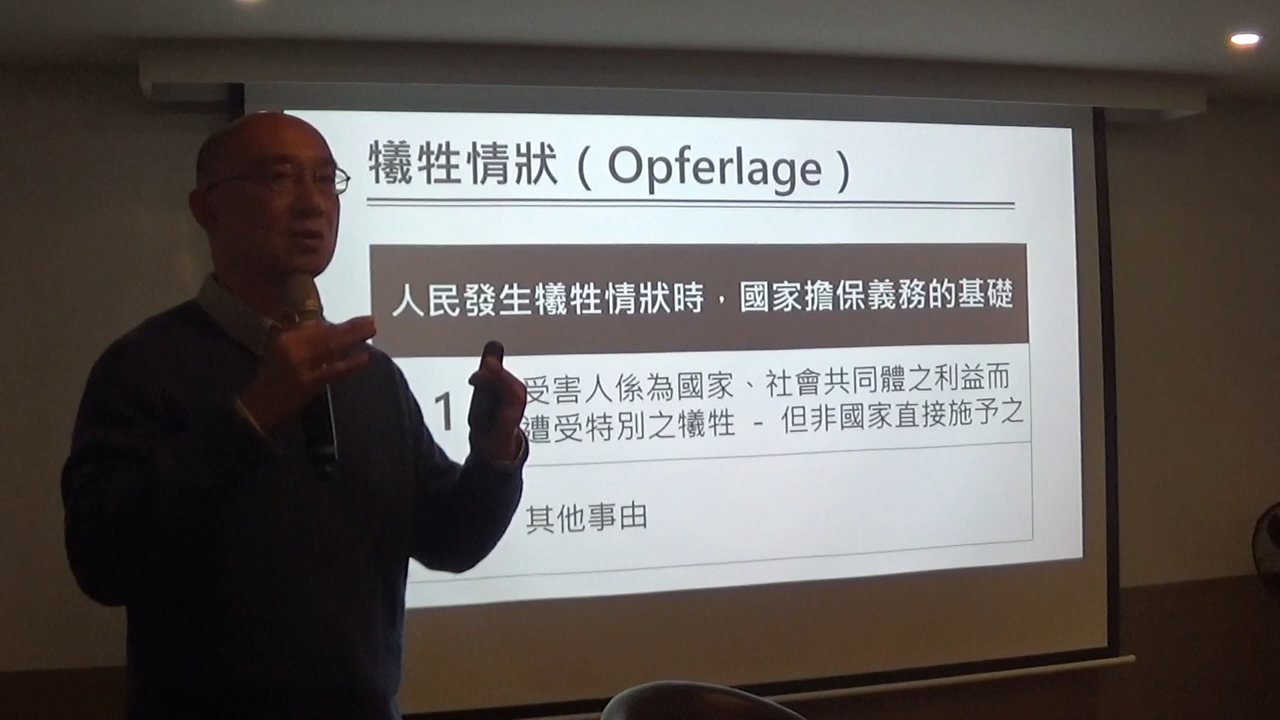 犧牲情狀（Opferlage）
人民發生犧牲情狀時，國家擔保義務的基礎
1
受害人係為國家、社會共同體之利益而
遭受特別之犧牲 - 但非國家直接施予之
其他事由